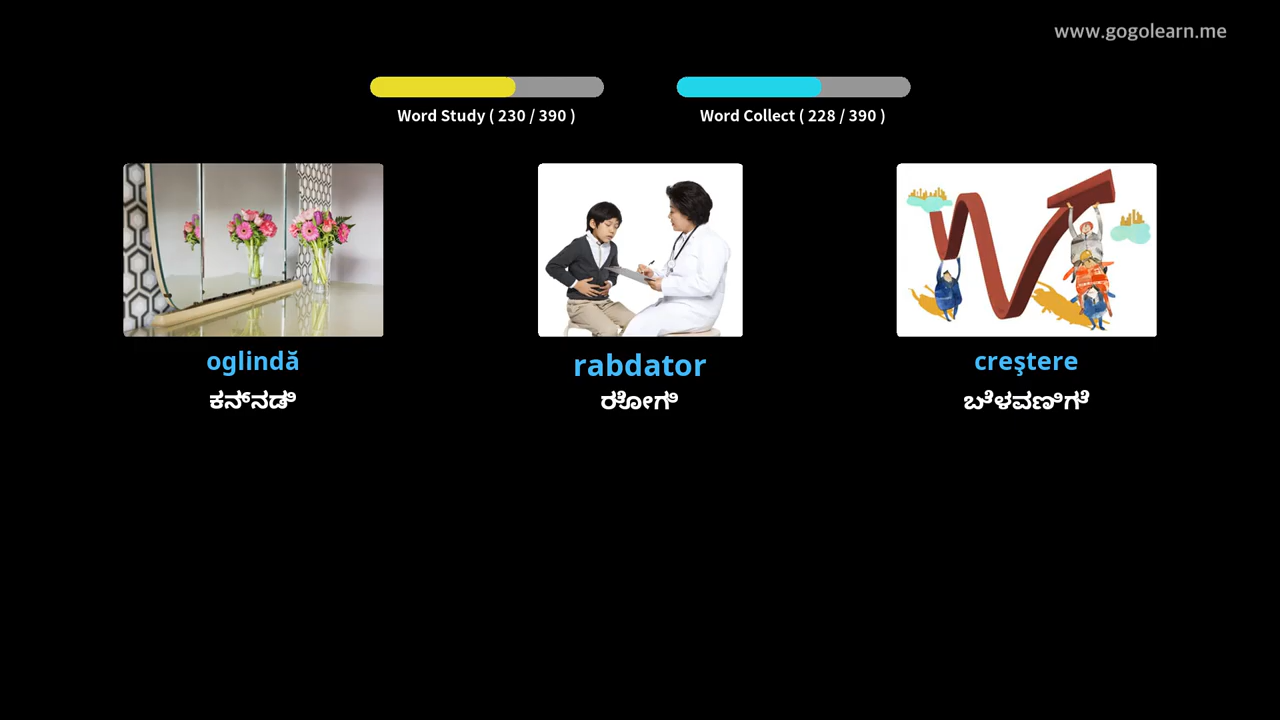 www.gogolearn.me
Word Study ( 230 / 390 )
Word Collect ( 228 / 390 )
oglindă
rabdator
creştere
ಕನ್ನಡಿ
ರೋಗಿ
ಬೆಳವಣಿಗೆ